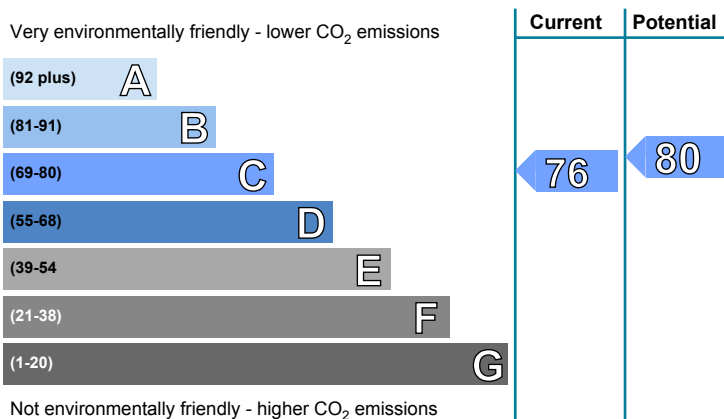 Current Potential
Very environmentally friendly - lower CO2 emissions
(92 plus) A
(81-91) B
(69-80) C 76 80
(55-68) D
(39-54 E
(21-38) F
(1-20) G
Not environmentally friendly - higher CO2 emissions